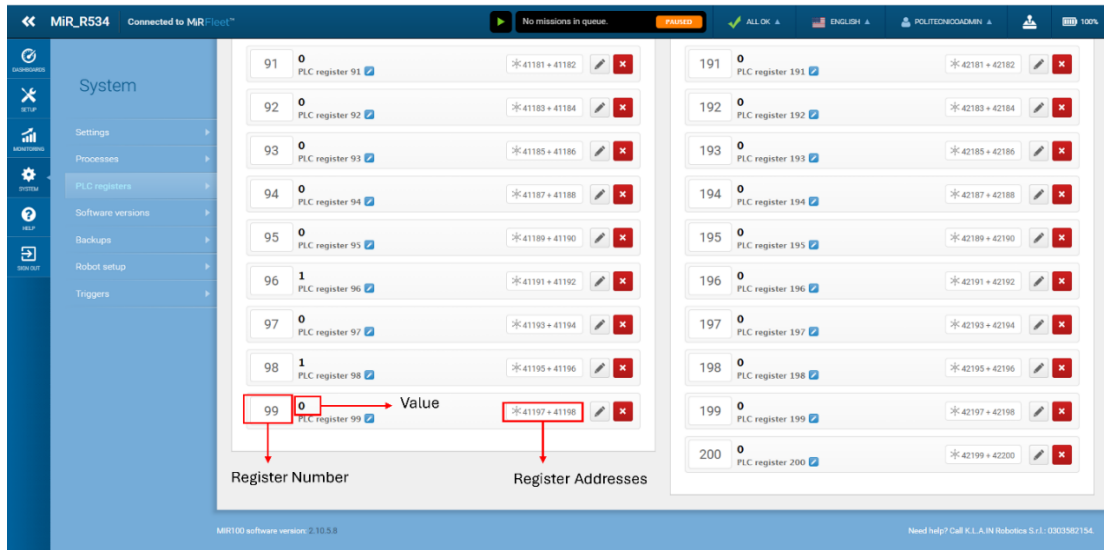 MiR_R534 Connected to MiRFleet™ No missions in queue. PAUSED ALL OK ENGLISH POLITECNICOADMIN 100%
DASHBOARDS
SETUP
MONITORING
SYSTEM
HELP
SIGN OUT
System
Settings
Processes
PLC registers
Software versions
Backups
Robot setup
Triggers
91 0 41181 + 41182
PLC register 91
92 0 41183 + 41184
PLC register 92
93 0 41185 + 41186
PLC register 93
94 0 41187 + 41188
PLC register 94
95 0 41189 + 41190
PLC register 95
96 1 41191 + 41192
PLC register 96
97 0 41193 + 41194
PLC register 97
98 1 41195 + 41196
PLC register 98
99 0 Value 41197 + 41198
PLC register 99
Register Number Register Addresses
191 0 42181 + 42182
PLC register 191
192 0 42183 + 42184
PLC register 192
193 0 42185 + 42186
PLC register 193
194 0 42187 + 42188
PLC register 194
195 0 42189 + 42190
PLC register 195
196 0 42191 + 42192
PLC register 196
197 0 42193 + 42194
PLC register 197
198 0 42195 + 42196
PLC register 198
199 0 42197 + 42198
PLC register 199
200 0 42199 + 42200
PLC register 200
MIR100 software version: 2.10.5.8 Need help? Call K.L.A.IN Robotics S.r.l.: 0303582154.